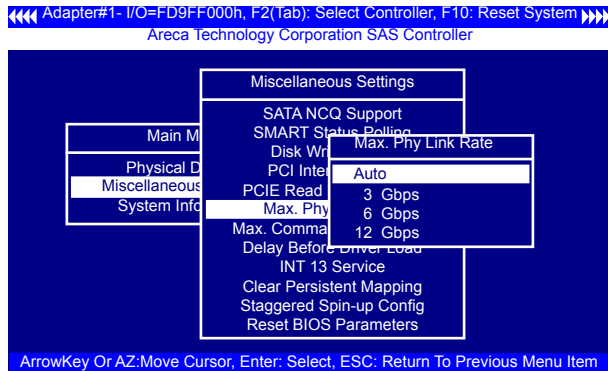 Adapter#1- I/O=FD9FF000h, F2(Tab): Select Controller, F10: Reset System
Areca Technology Corporation SAS Controller
Main M
Physical D
Miscellaneous
System Info
Miscellaneous Settings
SATA NCQ Support
SMART Status Polling
Disk Wri
PCI Inter
PCIE Read
Max. Phy
Max. Comma
Delay Before Driver Load
INT 13 Service
Clear Persistent Mapping
Staggered Spin-up Config
Reset BIOS Parameters
Max. Phy Link Rate
Auto
3 Gbps
6 Gbps
12 Gbps
ArrowKey Or AZ:Move Cursor, Enter: Select, ESC: Return To Previous Menu Item